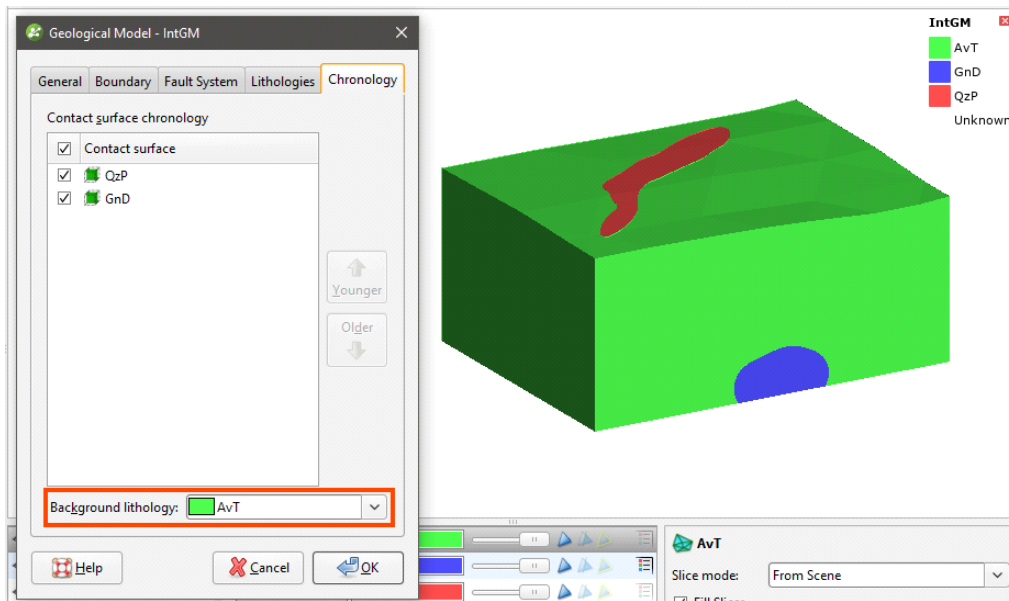 Geological Model - IntGM
General Boundary Fault System Lithologies Chronology
Contact surface chronology
Contact surface
QzP
GnD
Younger
Older
Background lithology: AvT
Help Cancel OK
IntGM
AvT
GnD
QzP
Unknown
AvT
Slice mode: From Scene